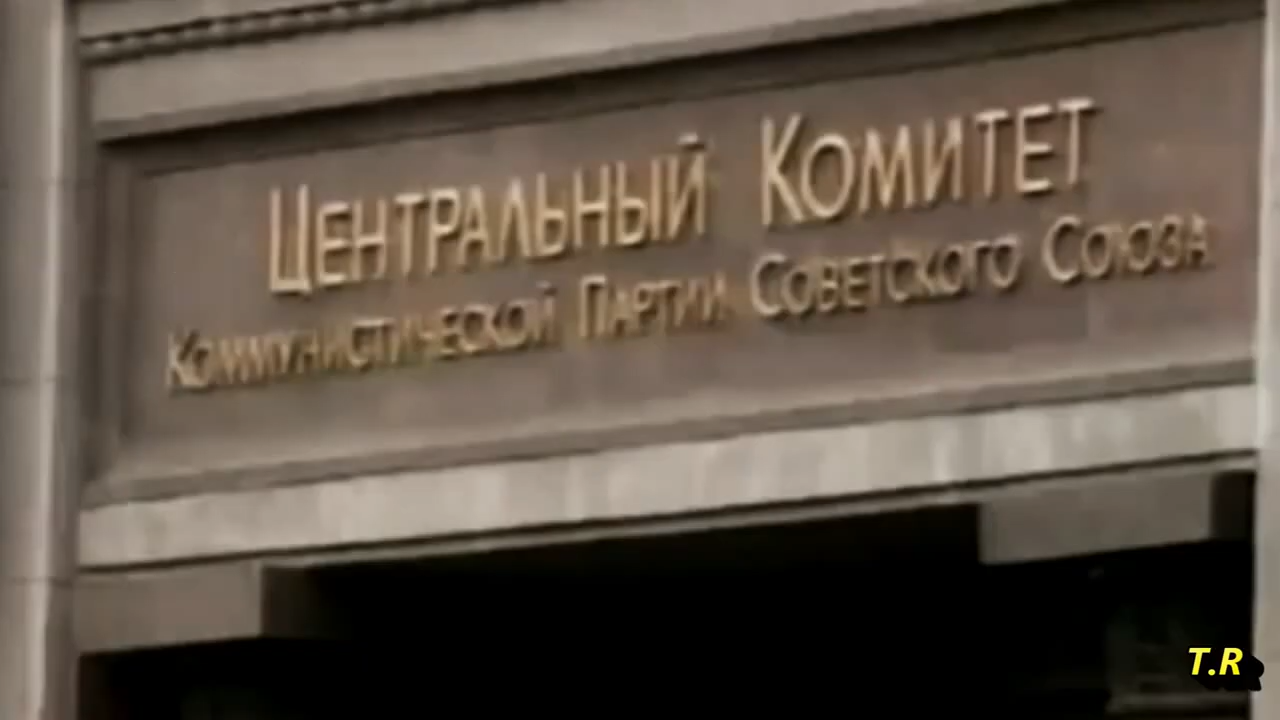 Центральный Комитет
Коммунистической Партии Советского Союза
T.R